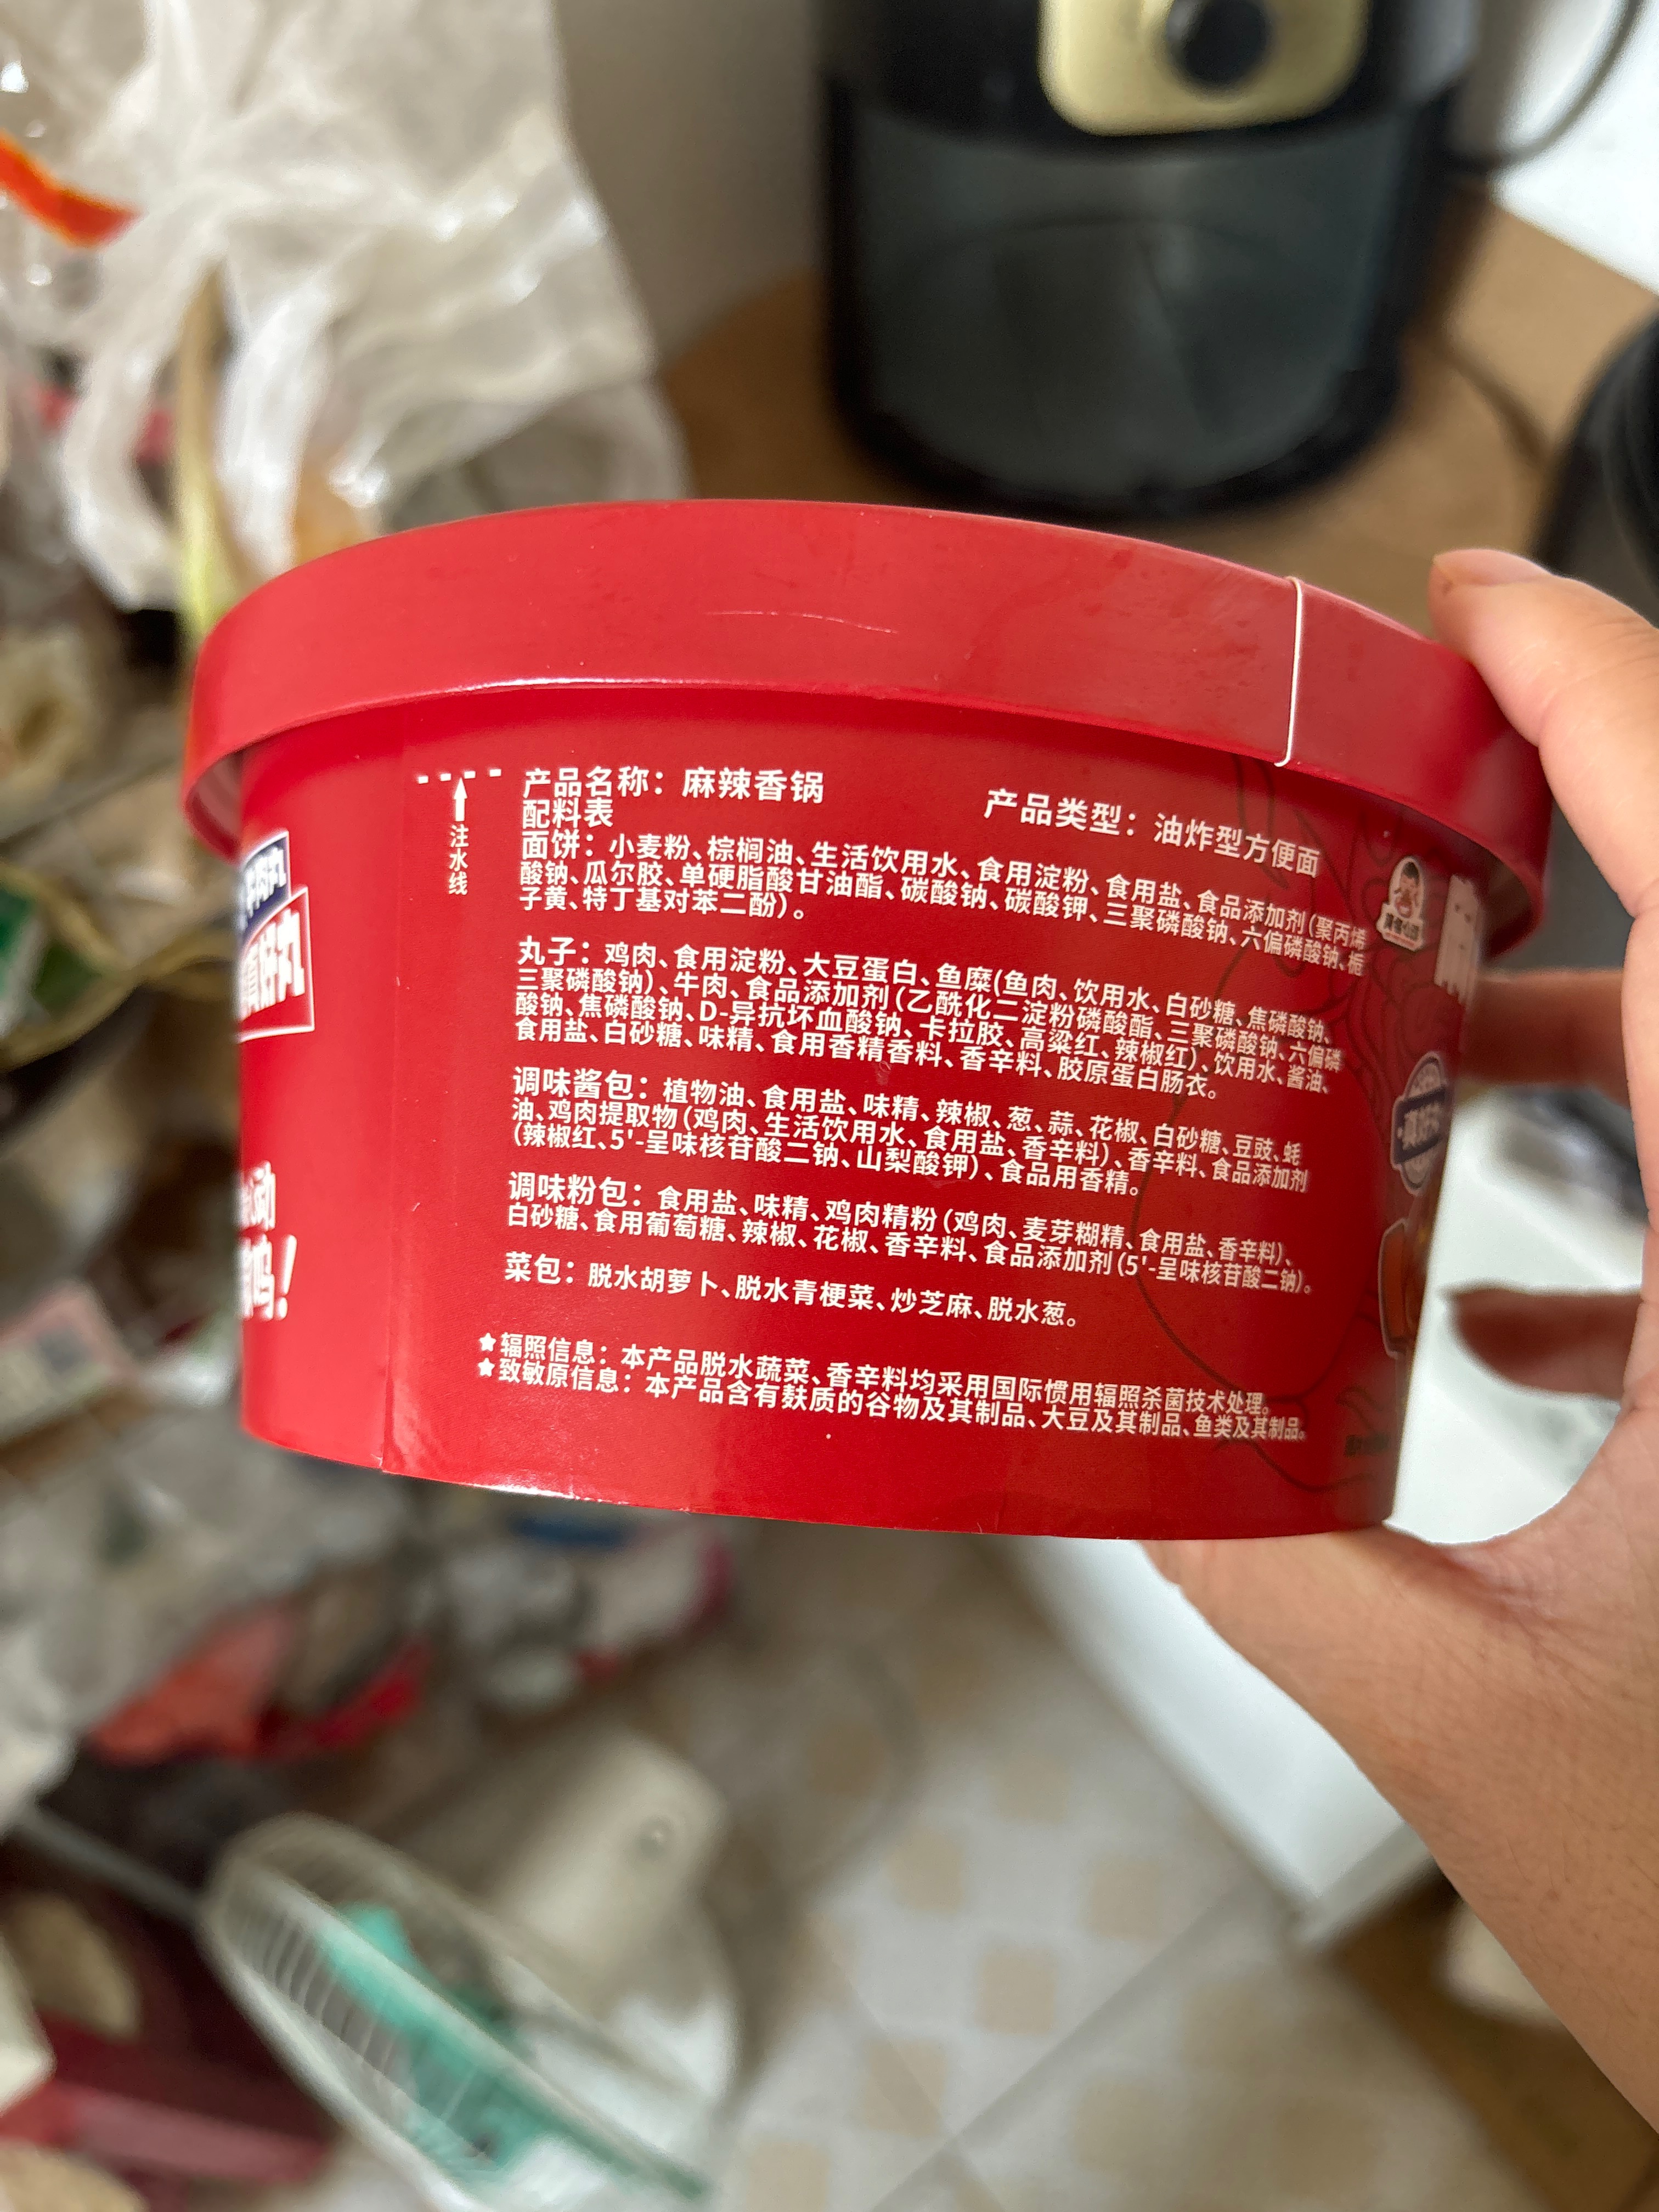 注水线
产品名称：麻辣香锅
产品类型：油炸型方便面
配料表
面饼：小麦粉、棕榈油、生活饮用水、食用淀粉、食用盐、食品添加剂（聚丙烯
酸钠、瓜尔胶、单硬脂酸甘油酯、碳酸钠、碳酸钾、三聚磷酸钠、六偏磷酸钠、栀
子黄、特丁基对苯二酚）。
丸子：鸡肉、食用淀粉、大豆蛋白、鱼糜(鱼肉、饮用水、白砂糖、焦磷酸钠、
三聚磷酸钠）、牛肉、食品添加剂（乙酰化二淀粉磷酸酯、三聚磷酸钠、六偏磷
酸钠、焦磷酸钠、D-异抗坏血酸钠、卡拉胶、高粱红、辣椒红）、饮用水、酱油、
食用盐、白砂糖、味精、食用香精香料、香辛料、胶原蛋白肠衣。
调味酱包：植物油、食用盐、味精、辣椒、葱、蒜、花椒、白砂糖、豆豉、蚝
油、鸡肉提取物（鸡肉、生活饮用水、食用盐、香辛料）、香辛料、食品添加剂
（辣椒红、5'-呈味核苷酸二钠、山梨酸钾）、食品用香精。
调味粉包：食用盐、味精、鸡肉精粉（鸡肉、麦芽糊精、食用盐、香辛料）、
白砂糖、食用葡萄糖、辣椒、花椒、香辛料、食品添加剂（5'-呈味核苷酸二钠）。
菜包：脱水胡萝卜、脱水青梗菜、炒芝麻、脱水葱。
★辐照信息：本产品脱水蔬菜、香辛料均采用国际惯用辐照杀菌技术处理。
★致敏原信息：本产品含有麸质的谷物及其制品、大豆及其制品、鱼类及其制品。
牛肉丸
真好丸
动
吗！